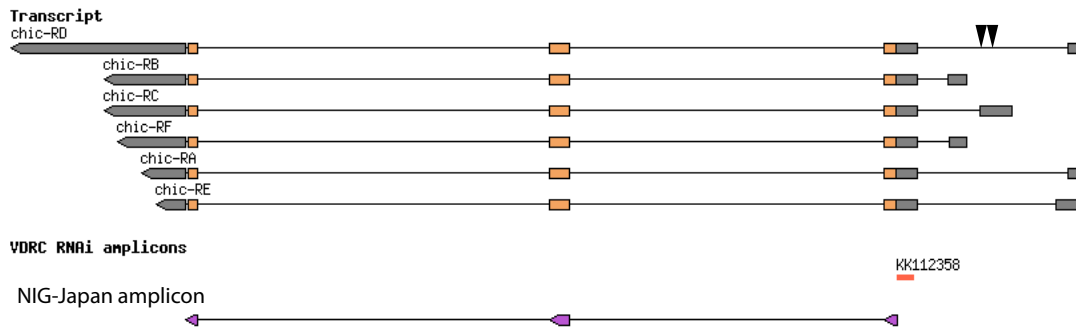 Transcript
chic-RD
chic-RB
chic-RC
chic-RF
chic-RA
chic-RE
VDRC RNAi amplicons
KK112358
NIG-Japan amplicon